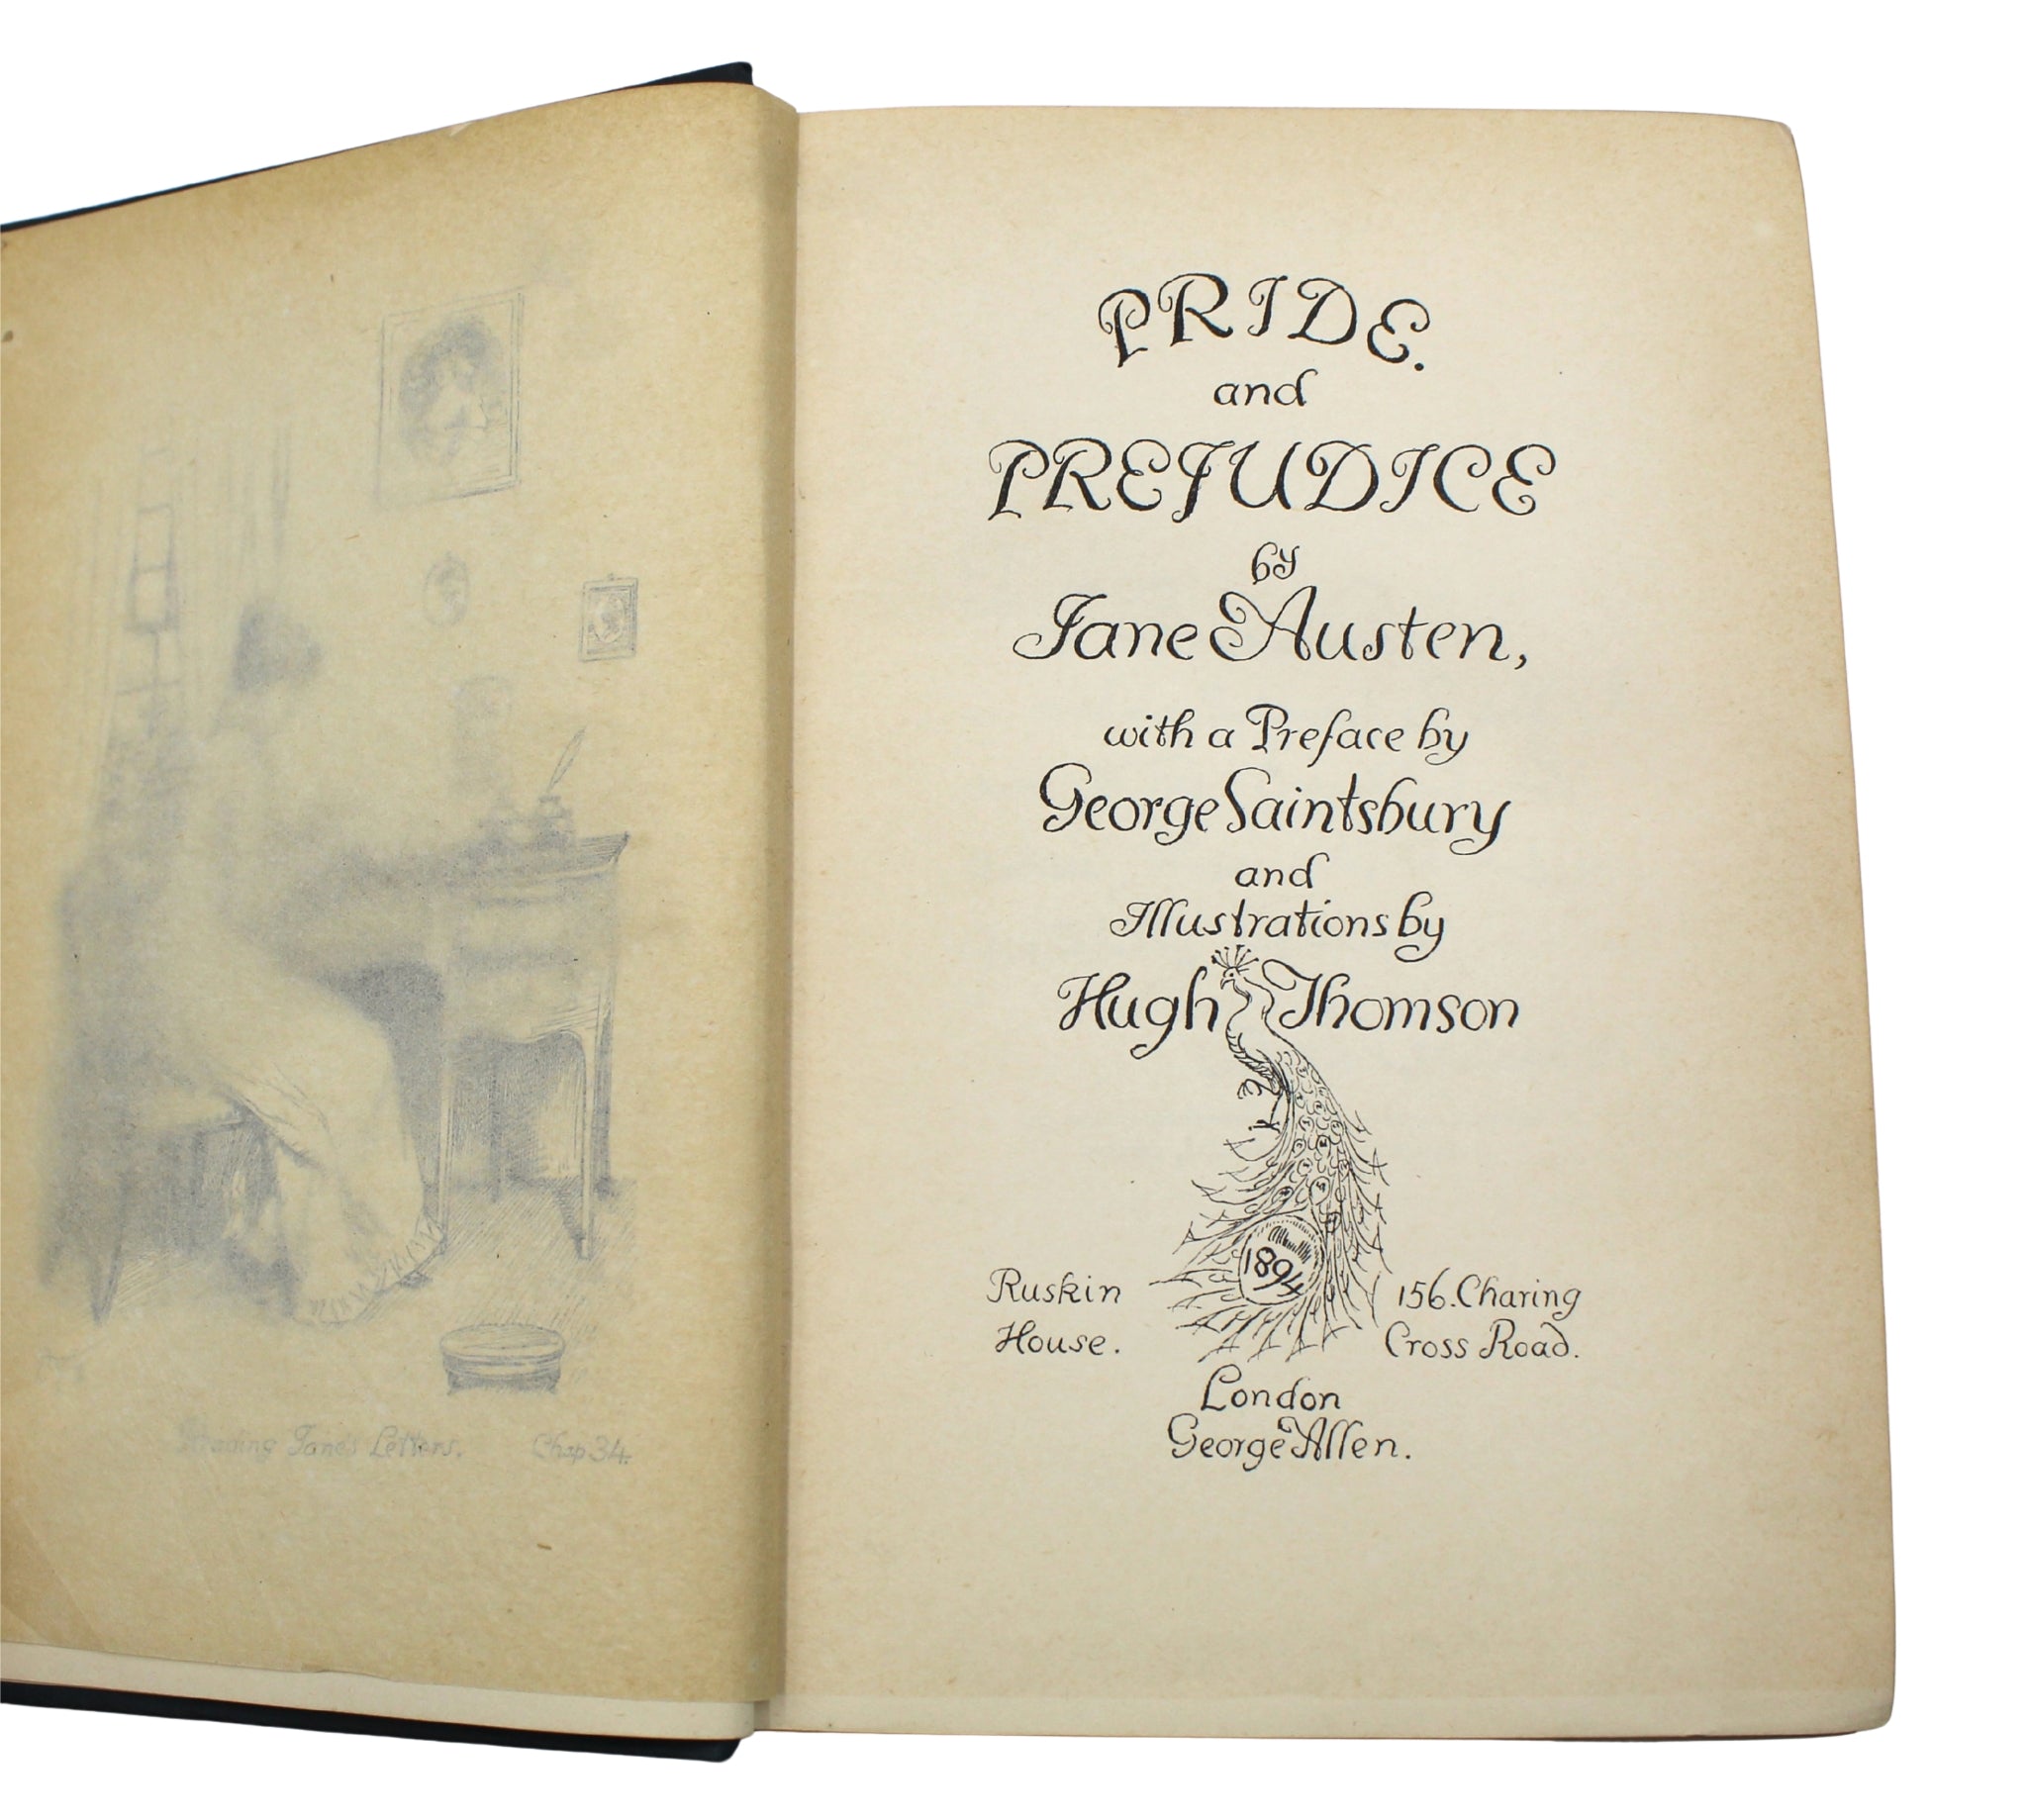 Reading Jane's Letters. Chap 34.
PRIDE.
and
PREJUDICE
by
Jane Austen,
with a Preface by
George Saintsbury
and
Illustrations by
Hugh Thomson
1894
Ruskin
House.
156. Charing
Cross Road.
London
George Allen.